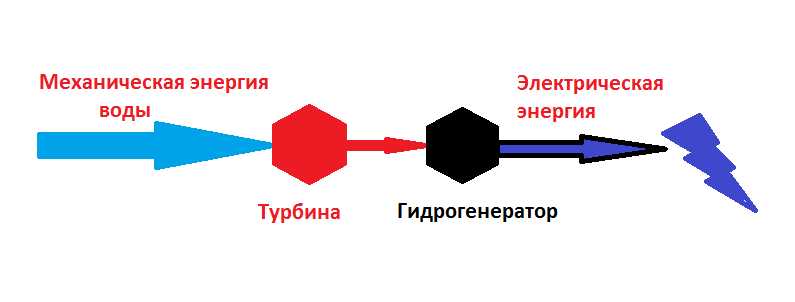 Механическая энергия
воды
Электрическая
энергия
Турбина
Гидрогенератор